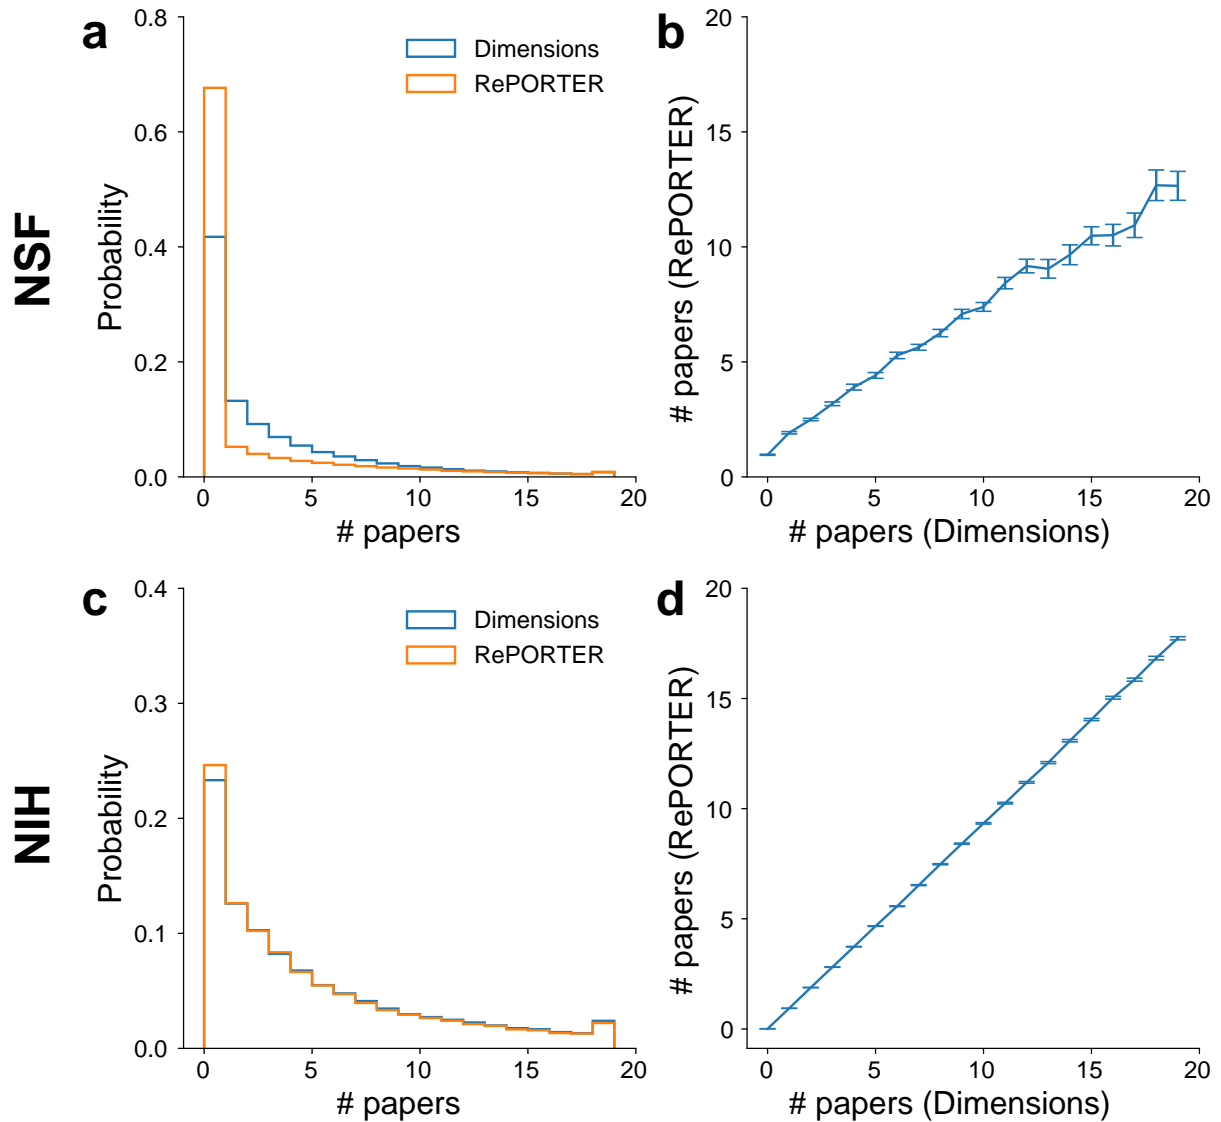 NSF
a
0.8
0.6
0.4
0.2
0.0
Probability
Dimensions
RePORTER
0 5 10 15 20
# papers
b
20
15
10
5
0
# papers (RePORTER)
0 5 10 15 20
# papers (Dimensions)
NIH
c
0.4
0.3
0.2
0.1
0.0
Probability
Dimensions
RePORTER
0 5 10 15 20
# papers
d
20
15
10
5
0
# papers (RePORTER)
0 5 10 15 20
# papers (Dimensions)